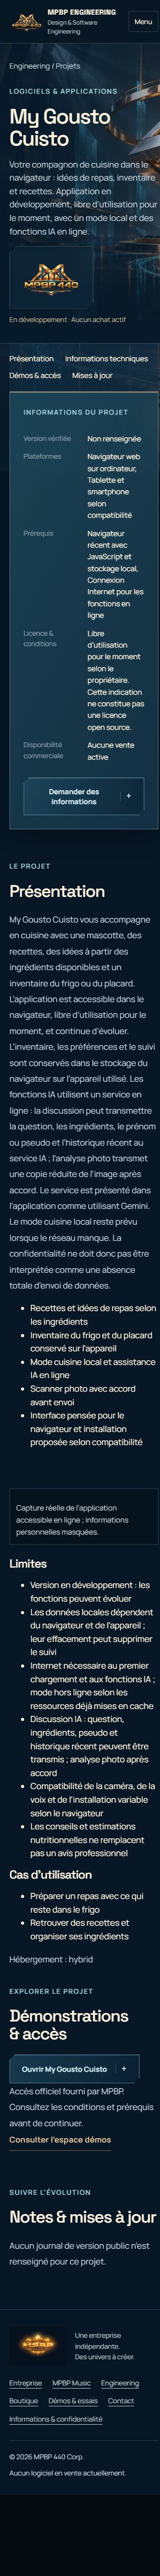 MPBP ENGINEERING
Design & Software
Engineering
Menu
Engineering / Projets
LOGICIELS & APPLICATIONS
My Gousto
Cuisto
Votre compagnon de cuisine dans le
navigateur : idées de repas, inventaire
et recettes. Application en
développement, libre d'utilisation pour
le moment, avec un mode local et des
fonctions IA en ligne.
MPBP 440
En développement · Aucun achat actif
Présentation
Informations techniques
Démos & accès
Mises à jour
INFORMATIONS DU PROJET
Version vérifiée
Non renseignée
Plateformes
Navigateur web
sur ordinateur,
Tablette et
smartphone
selon
compatibilité
Prérequis
Navigateur
récent avec
JavaScript et
stockage local,
Connexion
Internet pour les
fonctions en
ligne
Licence &
conditions
Libre
d'utilisation
pour le moment
selon le
propriétaire.
Cette indication
ne constitue pas
une licence
open source.
Disponibilité
commerciale
Aucune vente
active
Demander des
informations
+
LE PROJET
Présentation
My Gousto Cuisto vous accompagne
en cuisine avec une mascotte, des
recettes, des idées à partir des
ingrédients disponibles et un
inventaire du frigo ou du placard.
L'application est accessible dans le
navigateur, libre d'utilisation pour le
moment, et continue d'évoluer.
L'inventaire, les préférences et le suivi
sont conservés dans le stockage du
navigateur sur l'appareil utilisé. Les
fonctions IA utilisent un service en
ligne : la discussion peut transmettre
la question, les ingrédients, le prénom
ou pseudo et l'historique récent au
service IA ; l'analyse photo transmet
une copie réduite de l'image après
accord. Le service est présenté dans
l'application comme utilisant Gemini.
Le mode cuisine local reste prévu
lorsque le réseau manque. La
confidentialité ne doit donc pas être
interprétée comme une absence
totale d'envoi de données.
• Recettes et idées de repas selon
les ingrédients
• Inventaire du frigo et du placard
conservé sur l'appareil
• Mode cuisine local et assistance
IA en ligne
• Scanner photo avec accord
avant envoi
• Interface pensée pour le
navigateur et installation
proposée selon compatibilité
Capture réelle de l'application
accessible en ligne ; informations
personnelles masquées.
Limites
• Version en développement : les
fonctions peuvent évoluer
• Les données locales dépendent
du navigateur et de l'appareil ;
leur effacement peut supprimer
le suivi
• Internet nécessaire au premier
chargement et aux fonctions IA ;
mode hors ligne selon les
ressources déjà mises en cache
• Discussion IA : question,
ingrédients, pseudo et
historique récent peuvent être
transmis ; analyse photo après
accord
• Compatibilité de la caméra, de la
voix et de l'installation variable
selon le navigateur
• Les conseils et estimations
nutritionnelles ne remplacent
pas un avis professionnel
Cas d'utilisation
• Préparer un repas avec ce qui
reste dans le frigo
• Retrouver des recettes et
organiser ses ingrédients
Hébergement : hybrid
EXPLORER LE PROJET
Démonstrations
& accès
Ouvrir My Gousto Cuisto
+
Accès officiel fourni par MPBP.
Consultez les conditions et prérequis
avant de continuer.
Consulter l'espace démos
SUIVRE L'ÉVOLUTION
Notes & mises à jour
Aucun journal de version public n'est
renseigné pour ce projet.
MPBP 440
Une entreprise
indépendante.
Des univers à créer.
Entreprise
MPBP Music
Engineering
Boutique
Démos & essais
Contact
Informations & confidentialité
© 2026 MPBP 440 Corp.
Aucun logiciel en vente actuellement.